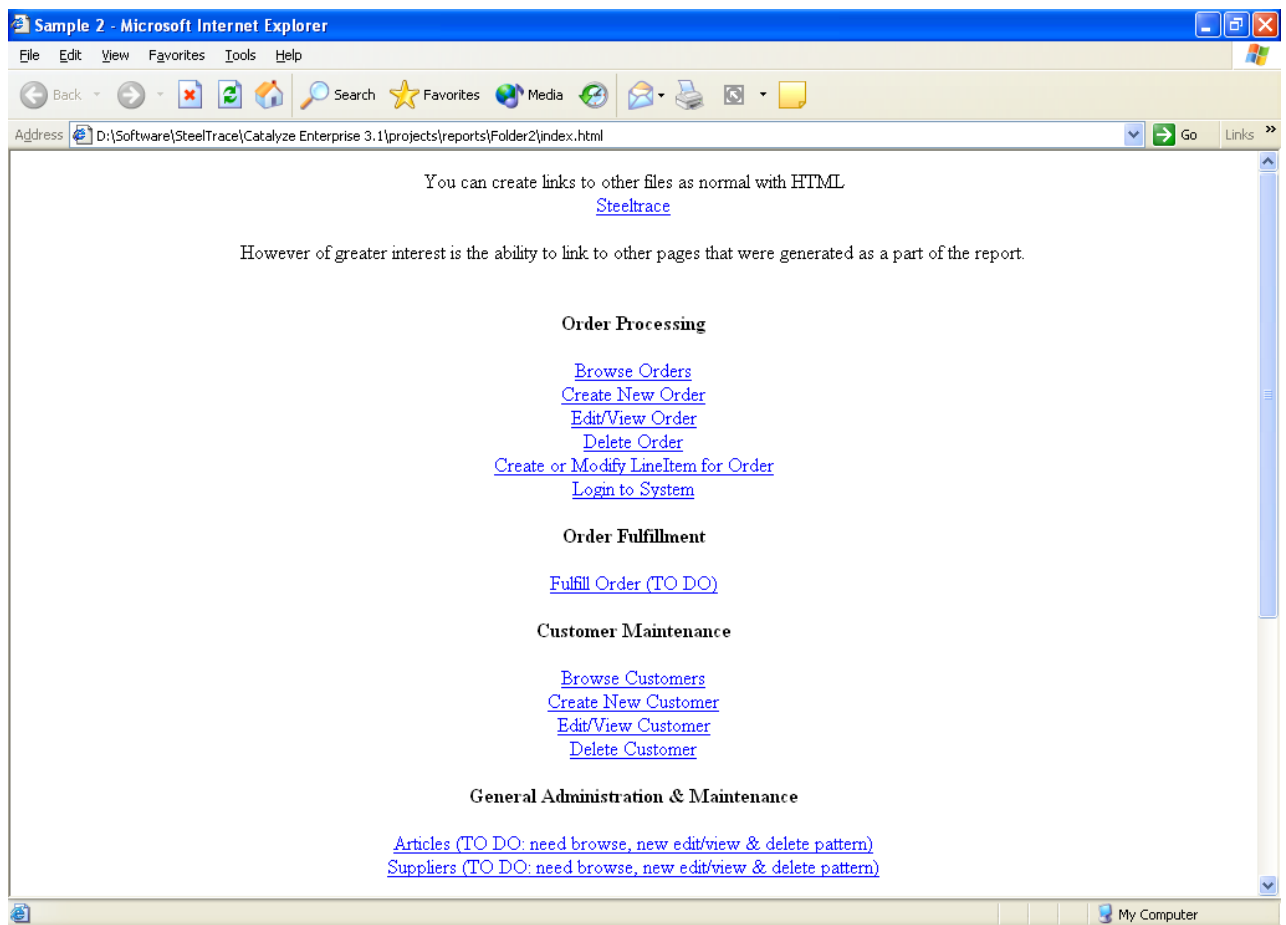 Sample 2 - Microsoft Internet Explorer
File Edit View Favorites Tools Help
Back Search Favorites Media
Address D:\Software\SteelTrace\Catalyze Enterprise 3.1\projects\reports\Folder2\index.html Go Links »
You can create links to other files as normal with HTML
Steeltrace
However of greater interest is the ability to link to other pages that were generated as a part of the report.
Order Processing
Browse Orders
Create New Order
Edit/View Order
Delete Order
Create or Modify LineItem for Order
Login to System
Order Fulfillment
Fulfill Order (TO DO)
Customer Maintenance
Browse Customers
Create New Customer
Edit/View Customer
Delete Customer
General Administration & Maintenance
Articles (TO DO: need browse, new edit/view & delete pattern)
Suppliers (TO DO: need browse, new edit/view & delete pattern)
My Computer